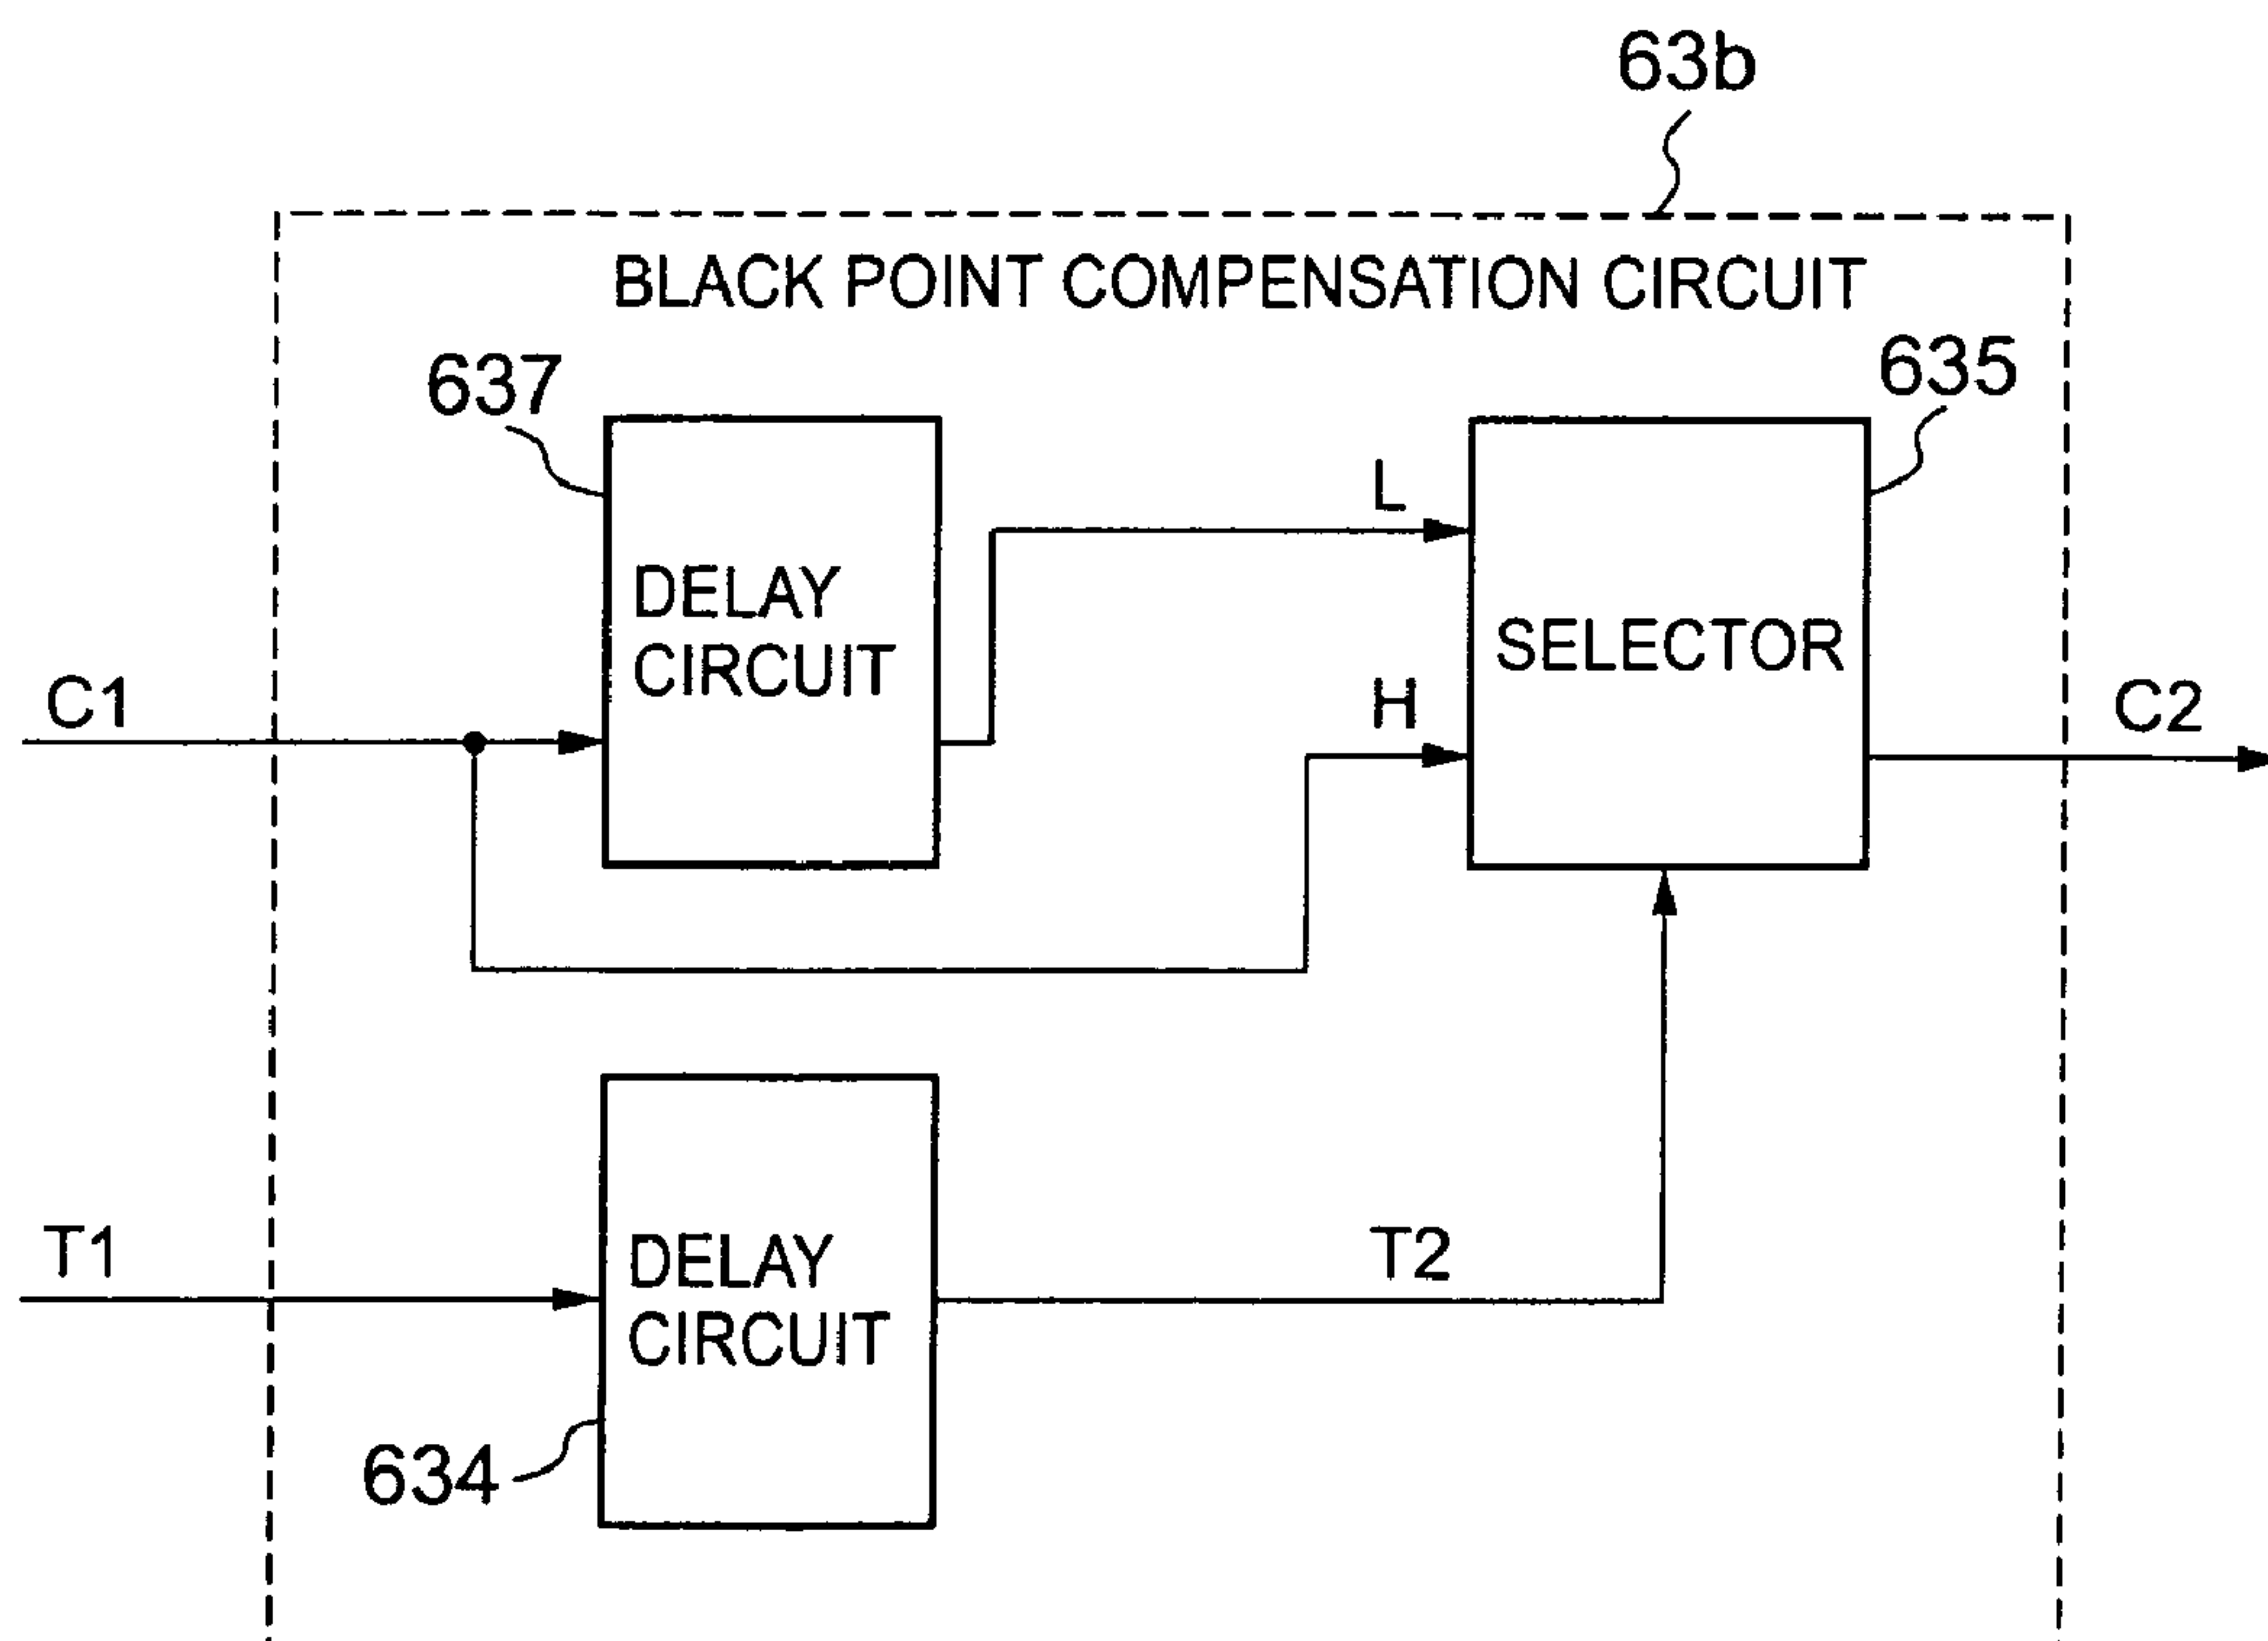 63b
BLACK POINT COMPENSATION CIRCUIT
637
635
DELAY
CIRCUIT
L
SELECTOR
C1
H
C2
T1
DELAY
CIRCUIT
T2
634